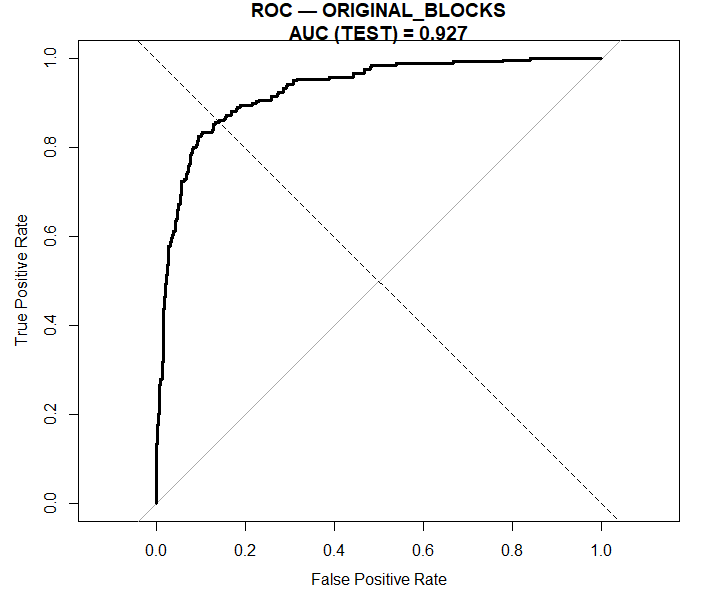 ROC — ORIGINAL_BLOCKS
AUC (TEST) = 0.927
1.0
0.8
0.6
0.4
0.2
0.0
True Positive Rate
0.0 0.2 0.4 0.6 0.8 1.0
False Positive Rate